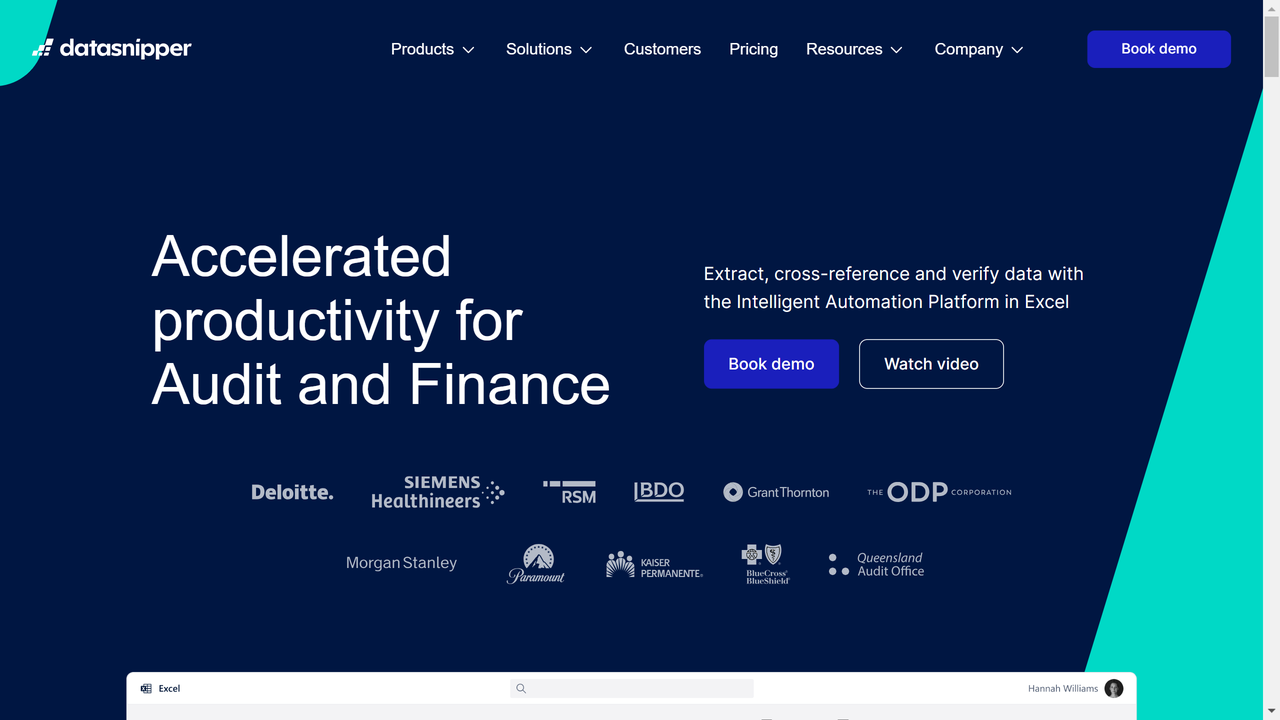 datasnipper
Products
Solutions
Customers
Pricing
Resources
Company
Book demo
Accelerated
productivity for
Audit and Finance
Extract, cross-reference and verify data with
the Intelligent Automation Platform in Excel
Book demo
Watch video
Deloitte.
SIEMENS
Healthineers
RSM
IBDO
GrantThornton
THE ODP CORPORATION
Morgan Stanley
Paramount
KAISER
PERMANENTE®
BlueCross®
BlueShield®
Queensland
Audit Office
Excel
Hannah Williams